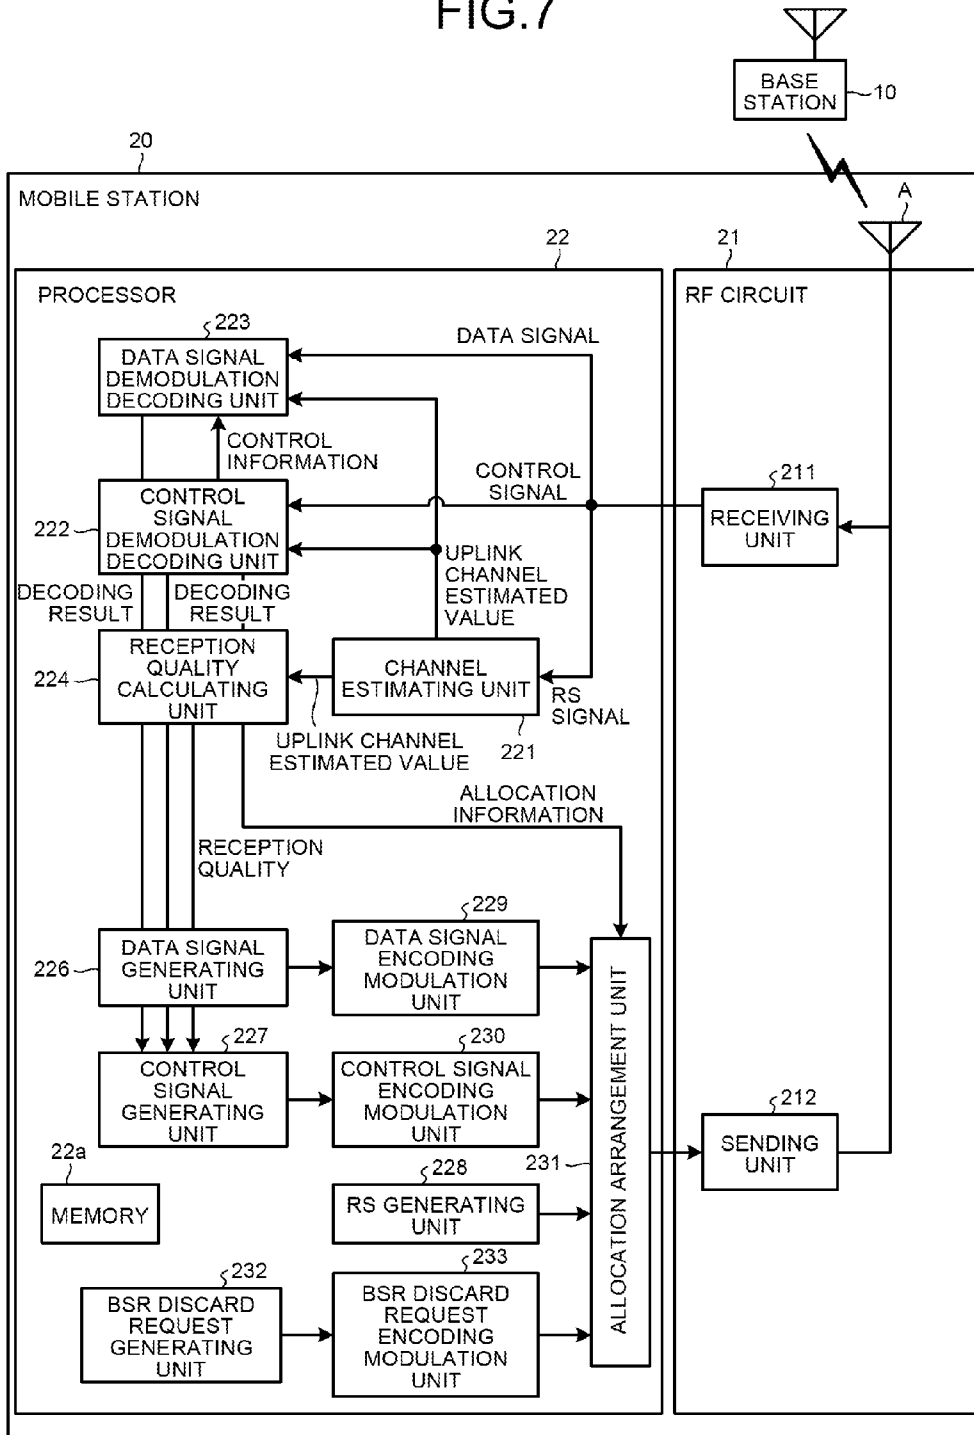 FIG.7
BASE
STATION
10
20
MOBILE STATION
A
22
21
PROCESSOR
RF CIRCUIT
223
DATA SIGNAL
DATA SIGNAL
DEMODULATION
DECODING UNIT
CONTROL
INFORMATION
CONTROL
SIGNAL
211
RECEIVING
UNIT
222
CONTROL
SIGNAL
DEMODULATION
DECODING UNIT
UPLINK
CHANNEL
ESTIMATED
VALUE
DECODING
RESULT
DECODING
RESULT
224
RECEPTION
QUALITY
CALCULATING
UNIT
CHANNEL
ESTIMATING UNIT
RS
SIGNAL
221
UPLINK CHANNEL
ESTIMATED VALUE
ALLOCATION
INFORMATION
RECEPTION
QUALITY
229
226
DATA SIGNAL
GENERATING
UNIT
DATA SIGNAL
ENCODING
MODULATION
UNIT
227
230
CONTROL
SIGNAL
GENERATING
UNIT
CONTROL SIGNAL
ENCODING
MODULATION
UNIT
231
ALLOCATION ARRANGEMENT UNIT
212
SENDING
UNIT
22a
MEMORY
228
RS GENERATING
UNIT
232
233
BSR DISCARD
REQUEST
GENERATING
UNIT
BSR DISCARD
REQUEST
ENCODING
MODULATION
UNIT